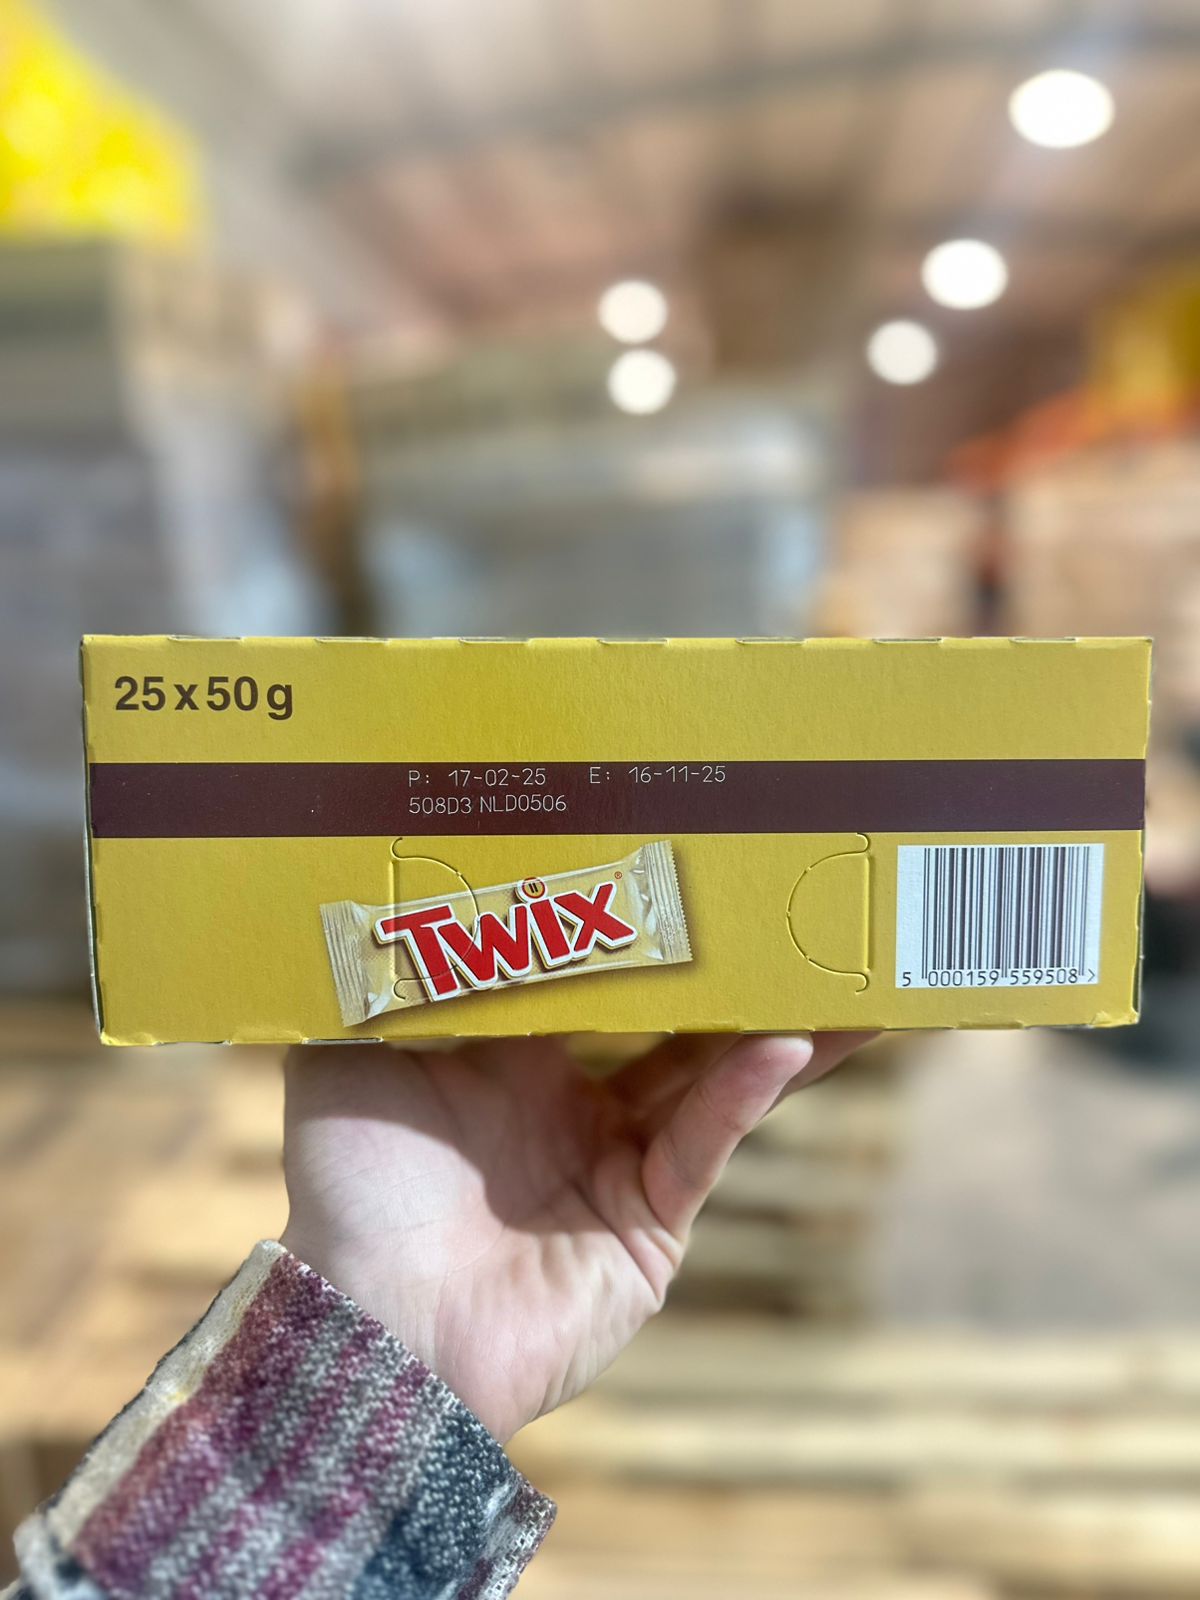 25 x 50 g
P: 17-02-25 E: 16-11-25
508D3 NLD0506
TWIX®
5 000159 559508 >